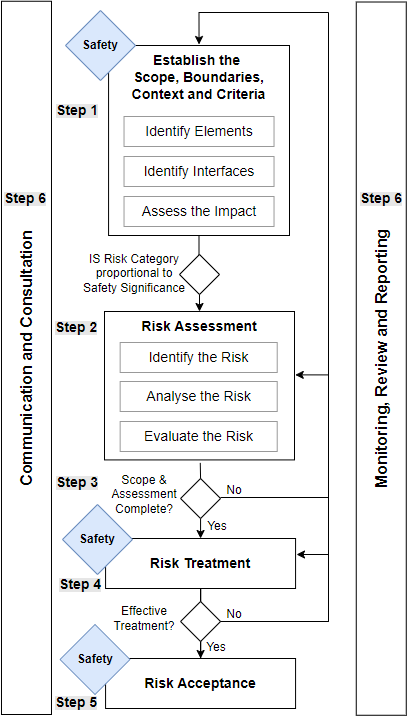 Safety
Establish the
Scope, Boundaries,
Context and Criteria
Step 1
Identify Elements
Identify Interfaces
Assess the Impact
Step 6
Communication and Consultation
Step 6
Monitoring, Review and Reporting
IS Risk Category
proportional to
Safety Significance
Step 2
Risk Assessment
Identify the Risk
Analyse the Risk
Evaluate the Risk
Step 3
Scope &
Assessment
Complete?
No
Yes
Safety
Risk Treatment
Step 4
Effective
Treatment?
No
Yes
Safety
Risk Acceptance
Step 5